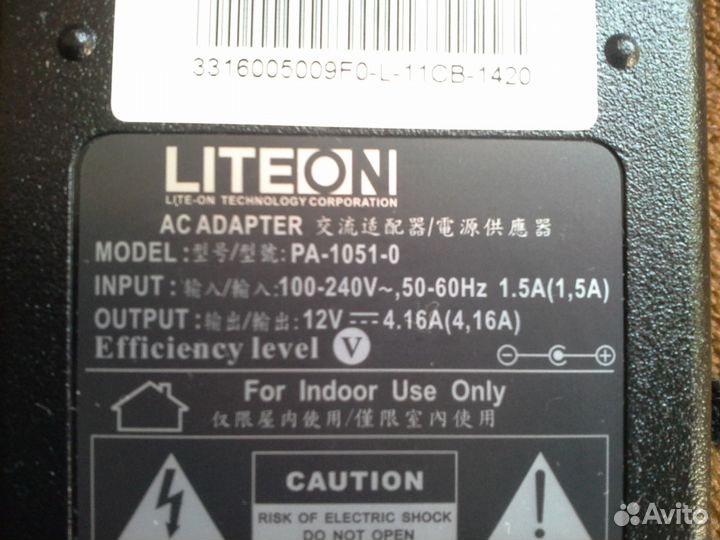 3316005009F0-L-11CB-1420
LITEON
LITE-ON TECHNOLOGY CORPORATION
AC ADAPTER 交流适配器/電源供應器
MODEL : 型号/型號: PA-1051-0
INPUT : 输入/輸入: 100-240V~,50-60Hz 1.5A(1,5A)
OUTPUT : 输出/輸出: 12V 4.16A(4,16A)
Efficiency level V
For Indoor Use Only
仅限屋内使用/僅限室內使用
CAUTION
RISK OF ELECTRIC SHOCK
DO NOT OPEN
Avito